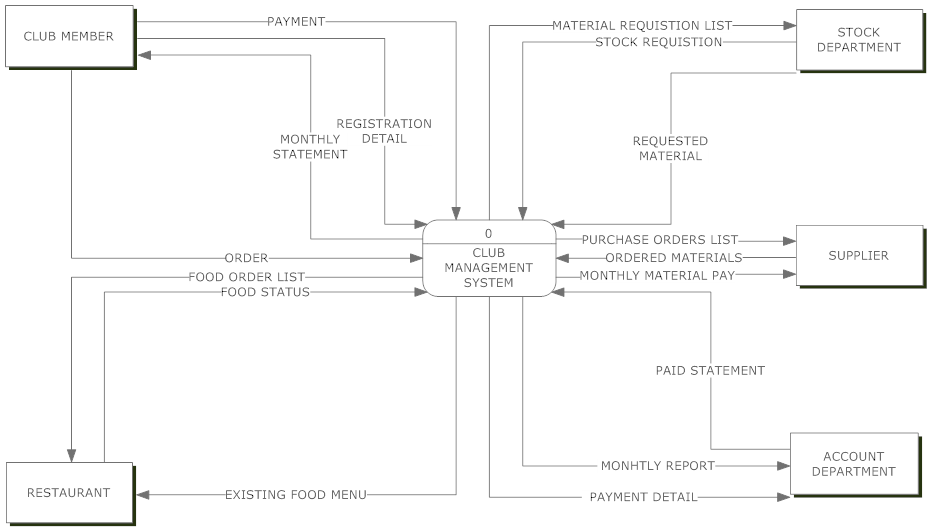 CLUB MEMBER
PAYMENT
MATERIAL REQUISTION LIST
STOCK REQUISTION
STOCK
DEPARTMENT
REGISTRATION
DETAIL
MONTHLY
STATEMENT
REQUESTED
MATERIAL
0
CLUB
MANAGEMENT
SYSTEM
PURCHASE ORDERS LIST
ORDERED MATERIALS
MONTHLY MATERIAL PAY
SUPPLIER
ORDER
FOOD ORDER LIST
FOOD STATUS
PAID STATEMENT
RESTAURANT
EXISTING FOOD MENU
MONHTLY REPORT
PAYMENT DETAIL
ACCOUNT
DEPARTMENT